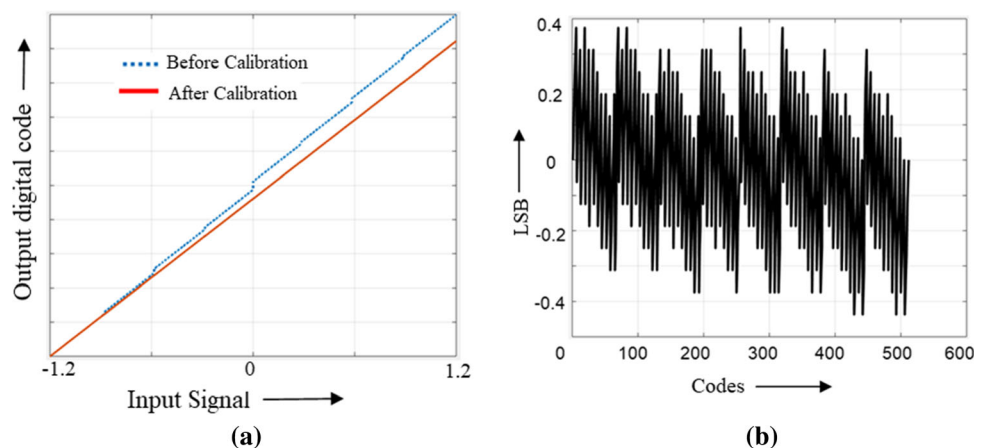 Output digital code
Before Calibration
After Calibration
-1.2
0
1.2
Input Signal
(a)
0.4
0.2
0
-0.2
-0.4
LSB
0
100
200
300
400
500
600
Codes
(b)